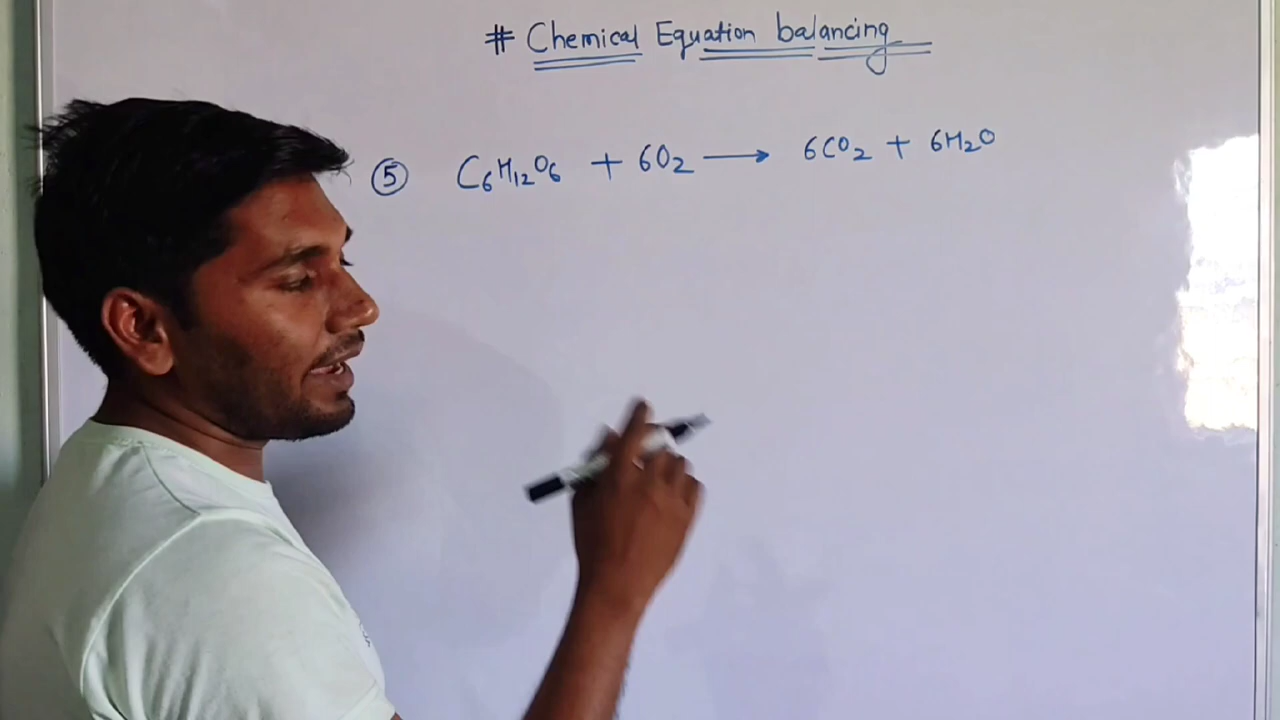 # Chemical Equation balancing
⑤ C₆H₁₂O₆ + 6O₂ ⟶ 6CO₂ + 6H₂O